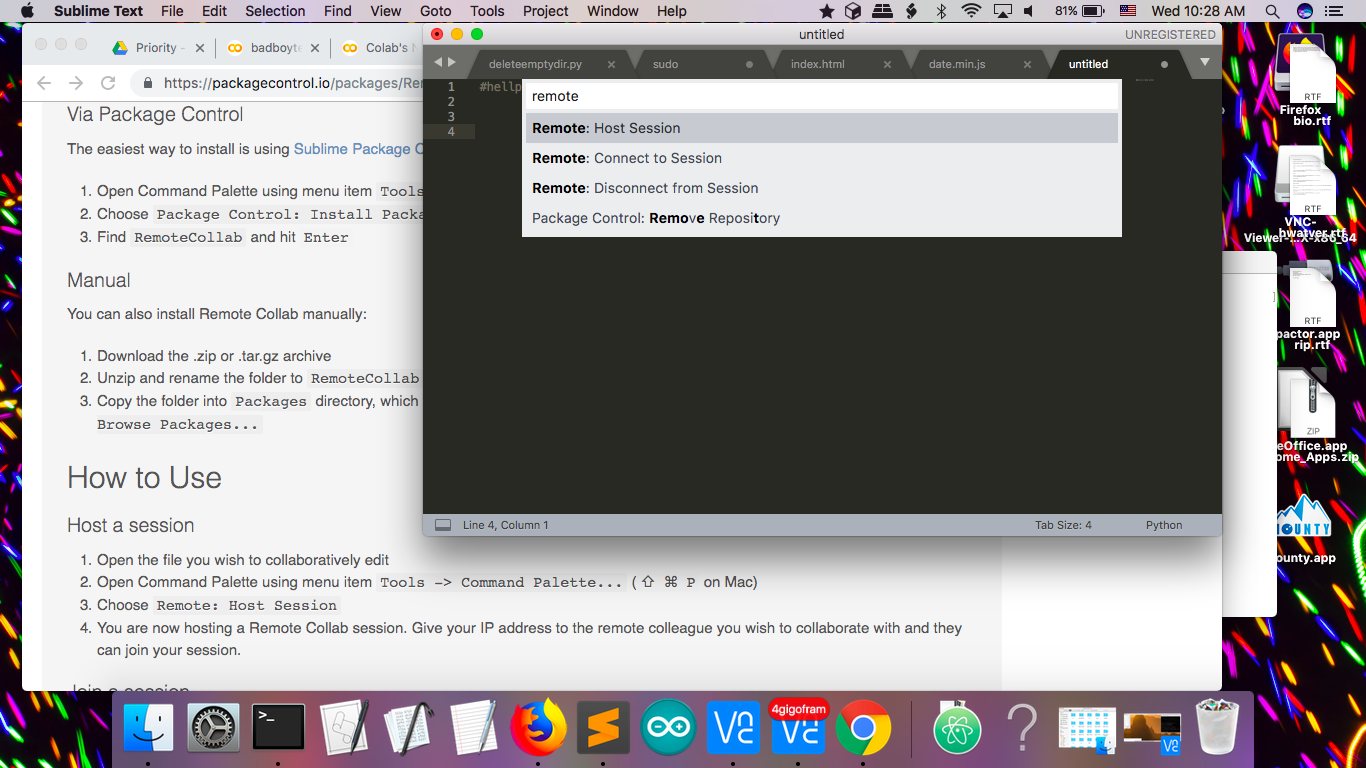 Sublime Text File Edit Selection Find View Goto Tools Project Window Help 81% Wed 10:28 AM
Priority - badboyte Colab's
https://packagecontrol.io/packages/Re
Via Package Control
The easiest way to install is using Sublime Package C
1. Open Command Palette using menu item Tools
2. Choose Package Control: Install Packa
3. Find RemoteCollab and hit Enter
Manual
You can also install Remote Collab manually:
1. Download the .zip or .tar.gz archive
2. Unzip and rename the folder to RemoteCollab
3. Copy the folder into Packages directory, which
Browse Packages...
How to Use
Host a session
1. Open the file you wish to collaboratively edit
2. Open Command Palette using menu item Tools -> Command Palette... (⇧ ⌘ P on Mac)
3. Choose Remote: Host Session
4. You are now hosting a Remote Collab session. Give your IP address to the remote colleague you wish to collaborate with and they
can join your session.
Join a session
untitled UNREGISTERED
deleteemptydir.py sudo index.html date.min.js untitled
1 #hellp
2
3
4
remote
Remote: Host Session
Remote: Connect to Session
Remote: Disconnect from Session
Package Control: Remove Repository
Line 4, Column 1 Tab Size: 4 Python
RTF
Firefox
bio.rtf
RTF
VNC-
hwatver.rtf
Viewer-...X-x86_64
RTF
pactor.app
rip.rtf
ZIP
eOffice.app
ome_Apps.zip
OUNTY
ounty.app
>_
4gigofram